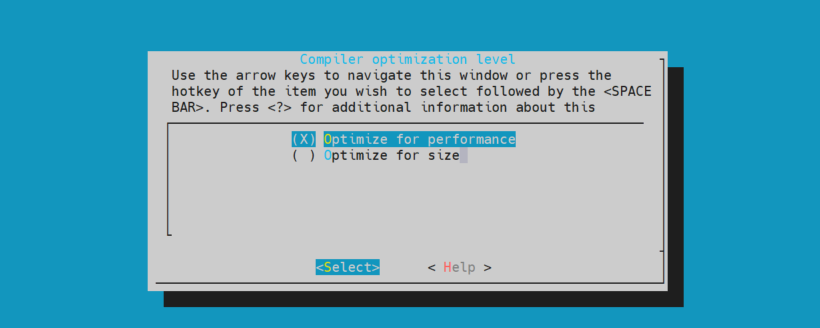 Compiler optimization level
Use the arrow keys to navigate this window or press the
hotkey of the item you wish to select followed by the <SPACE
BAR>. Press <?> for additional information about this
(X) Optimize for performance
( ) Optimize for size
<Select> < Help >